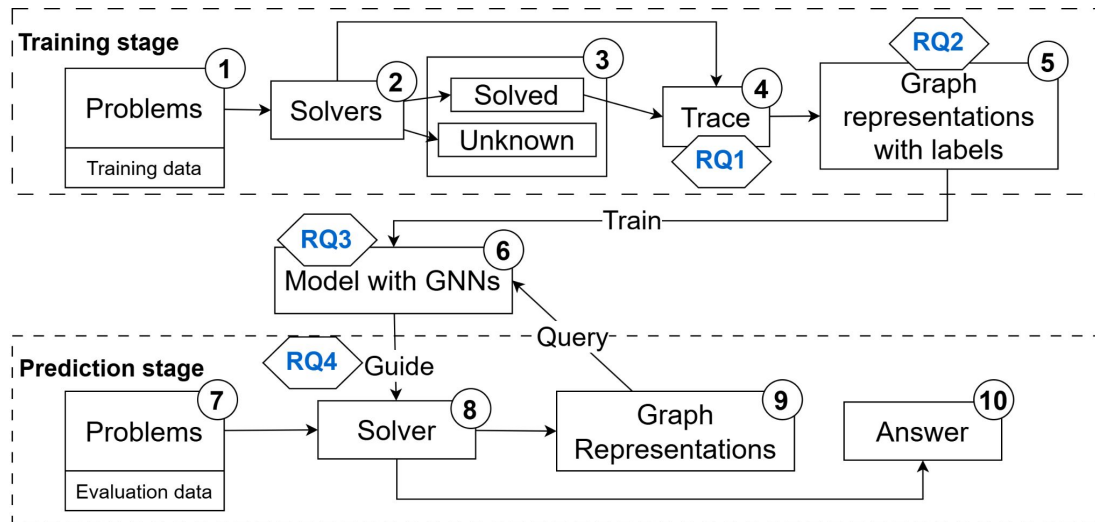 Training stage
1
Problems
Training data
2
Solvers
3
Solved
Unknown
4
Trace
RQ1
RQ2
5
Graph
representations
with labels
Train
RQ3
6
Model with GNNs
Query
Prediction stage
RQ4
Guide
7
Problems
Evaluation data
8
Solver
9
Graph
Representations
10
Answer